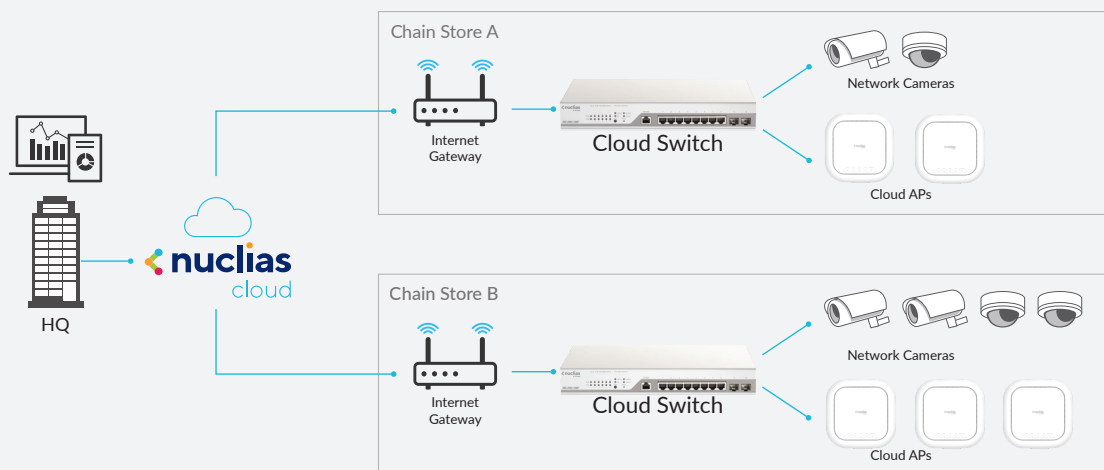 Chain Store A
Network Cameras
Internet
Gateway
Cloud Switch
Cloud APs
nuclias
cloud
HQ
Chain Store B
Network Cameras
Internet
Gateway
Cloud Switch
Cloud APs